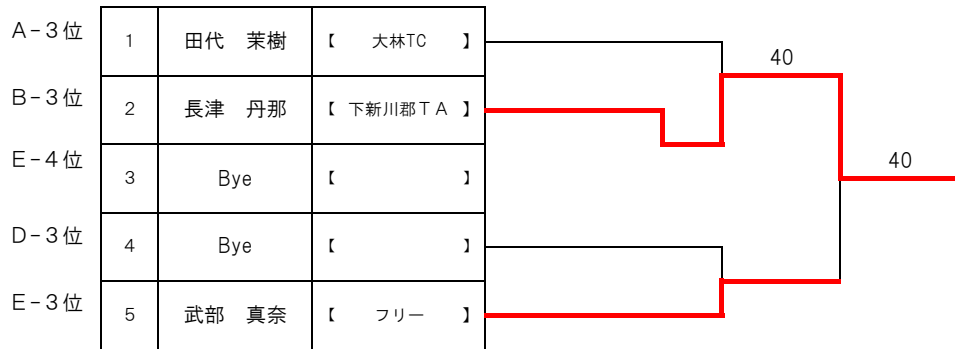 A-3位 1 田代　茉樹 【 大林TC 】
40
B-3位 2 長津　丹那 【 下新川郡TA 】
E-4位 3 Bye 【 】
40
D-3位 4 Bye 【 】
E-3位 5 武部　真奈 【 フリー 】